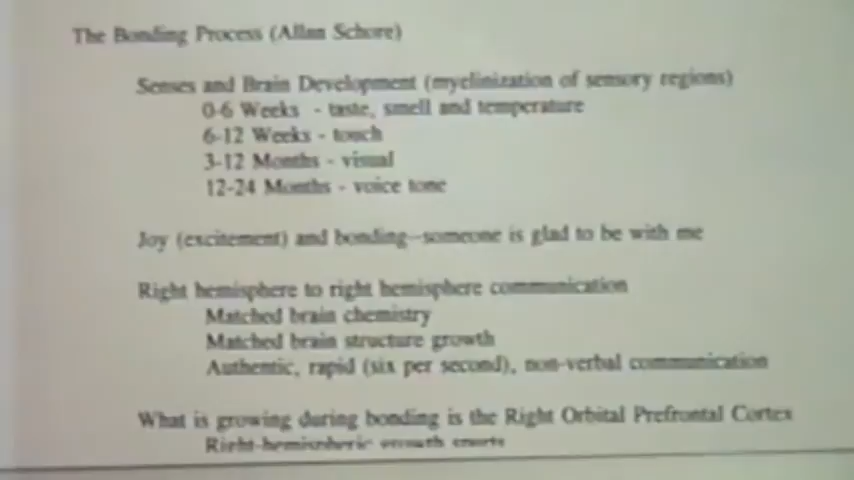 The Bonding Process (Allan Schore)
Senses and Brain Development (myelinization of sensory regions)
0-6 Weeks - taste, smell and temperature
6-12 Weeks - touch
3-12 Months - visual
12-24 Months - voice tone
Joy (excitement) and bonding--someone is glad to be with me
Right hemisphere to right hemisphere communication
Matched brain chemistry
Matched brain structure growth
Authentic, rapid (six per second), non-verbal communication
What is growing during bonding is the Right Orbital Prefrontal Cortex
Right-hemispheric growth